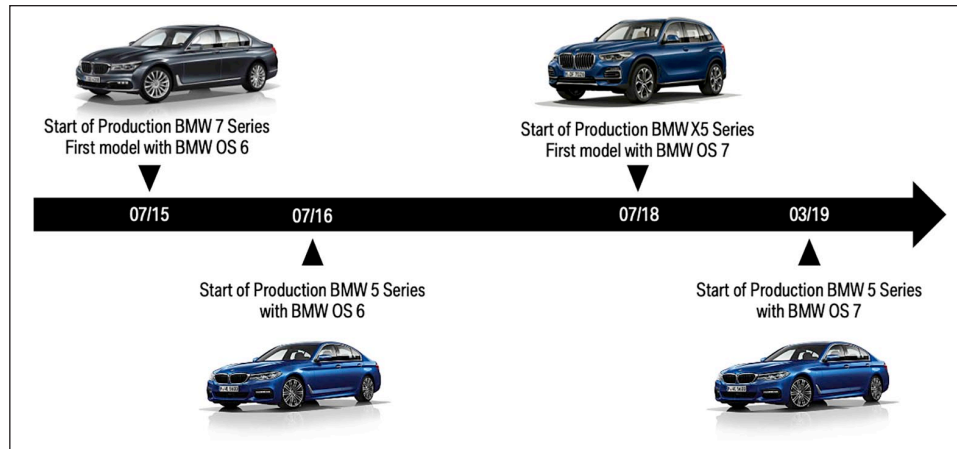 Start of Production BMW 7 Series
First model with BMW OS 6
Start of Production BMW X5 Series
First model with BMW OS 7
07/15
07/16
07/18
03/19
Start of Production BMW 5 Series
with BMW OS 6
Start of Production BMW 5 Series
with BMW OS 7